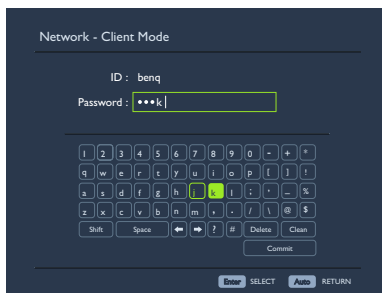 Network - Client Mode
ID : benq
Password : •••k
1 2 3 4 5 6 7 8 9 0 - + *
q w e r t y u i o p [ ] !
a s d f g h j k l ; ' _ %
z x c v b n m , . / \ @ $
Shift Space ⬅ ➡ ? # Delete Clean
Commit
Enter SELECT Auto RETURN